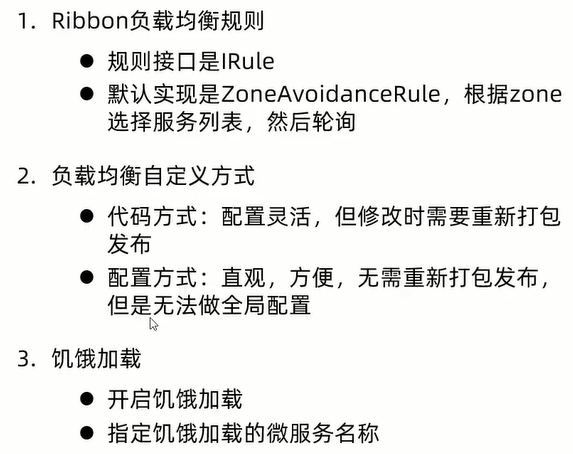 1. Ribbon负载均衡规则
● 规则接口是IRule
● 默认实现是ZoneAvoidanceRule，根据zone
选择服务列表，然后轮询
2. 负载均衡自定义方式
● 代码方式：配置灵活，但修改时需要重新打包
发布
● 配置方式：直观，方便，无需重新打包发布，
但是无法做全局配置
3. 饥饿加载
● 开启饥饿加载
● 指定饥饿加载的微服务名称